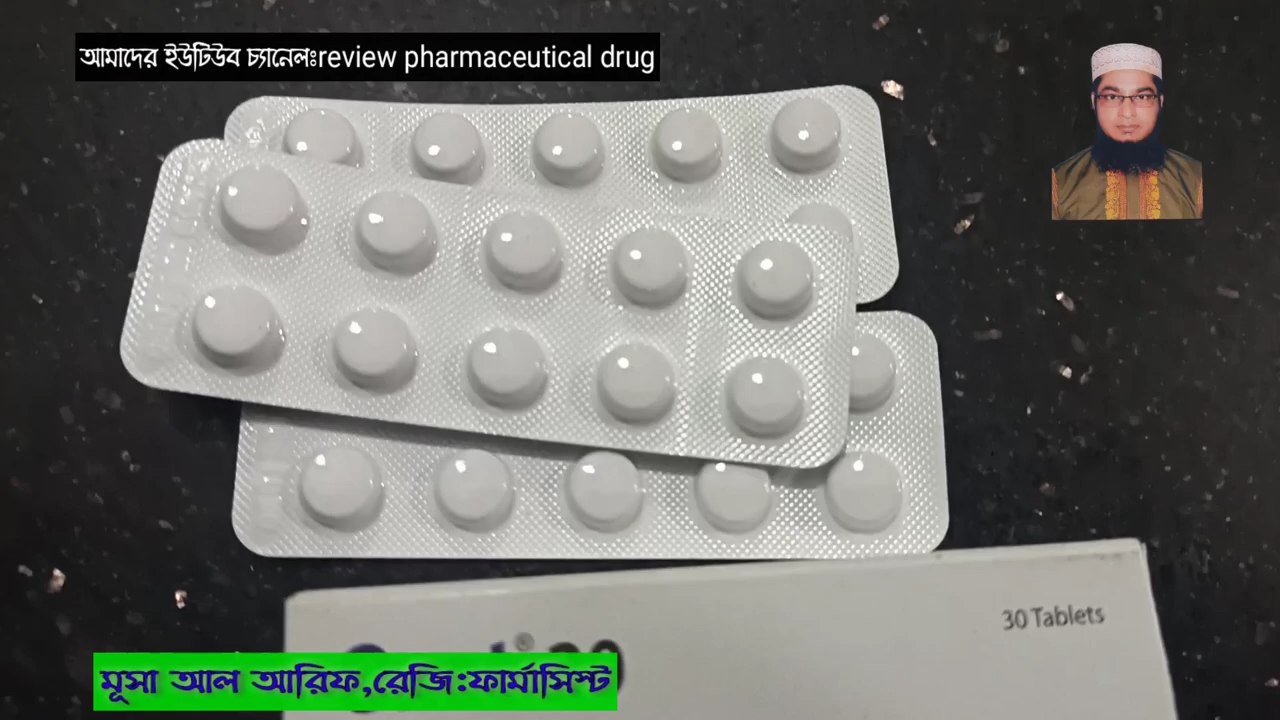 আমাদের ইউটিউব চ্যানেলঃreview pharmaceutical drug
30 Tablets
মূসা আল আরিফ,রেজি:ফার্মাসিস্ট